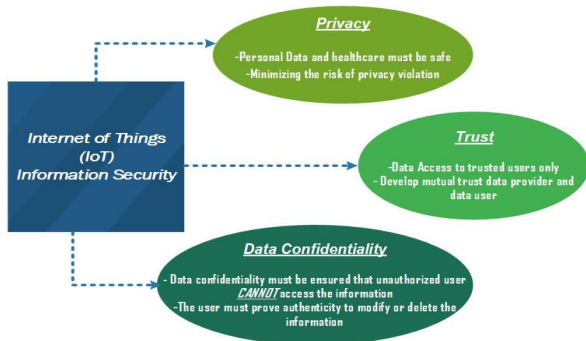 Privacy
-Personal Data and healthcare must be safe
-Minimizing the risk of privacy violation
Internet of Things
(IoT)
Information Security
Trust
-Data Access to trusted users only
- Develop mutual trust data provider and
data user
Data Confidentiality
- Data confidentiality must be ensured that unauthorized user
CANNOT access the information
-The user must prove authenticity to modify or delete the
information